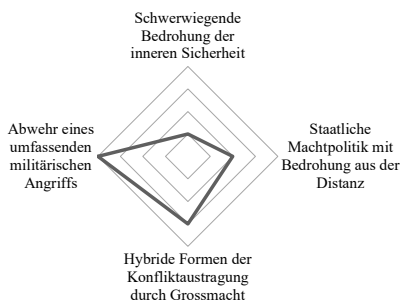 Schwerwiegende
Bedrohung der
inneren Sicherheit
Staatliche
Machtpolitik mit
Bedrohung aus der
Distanz
Hybride Formen der
Konfliktaustragung
durch Grossmacht
Abwehr eines
umfassenden
militärischen
Angriffs